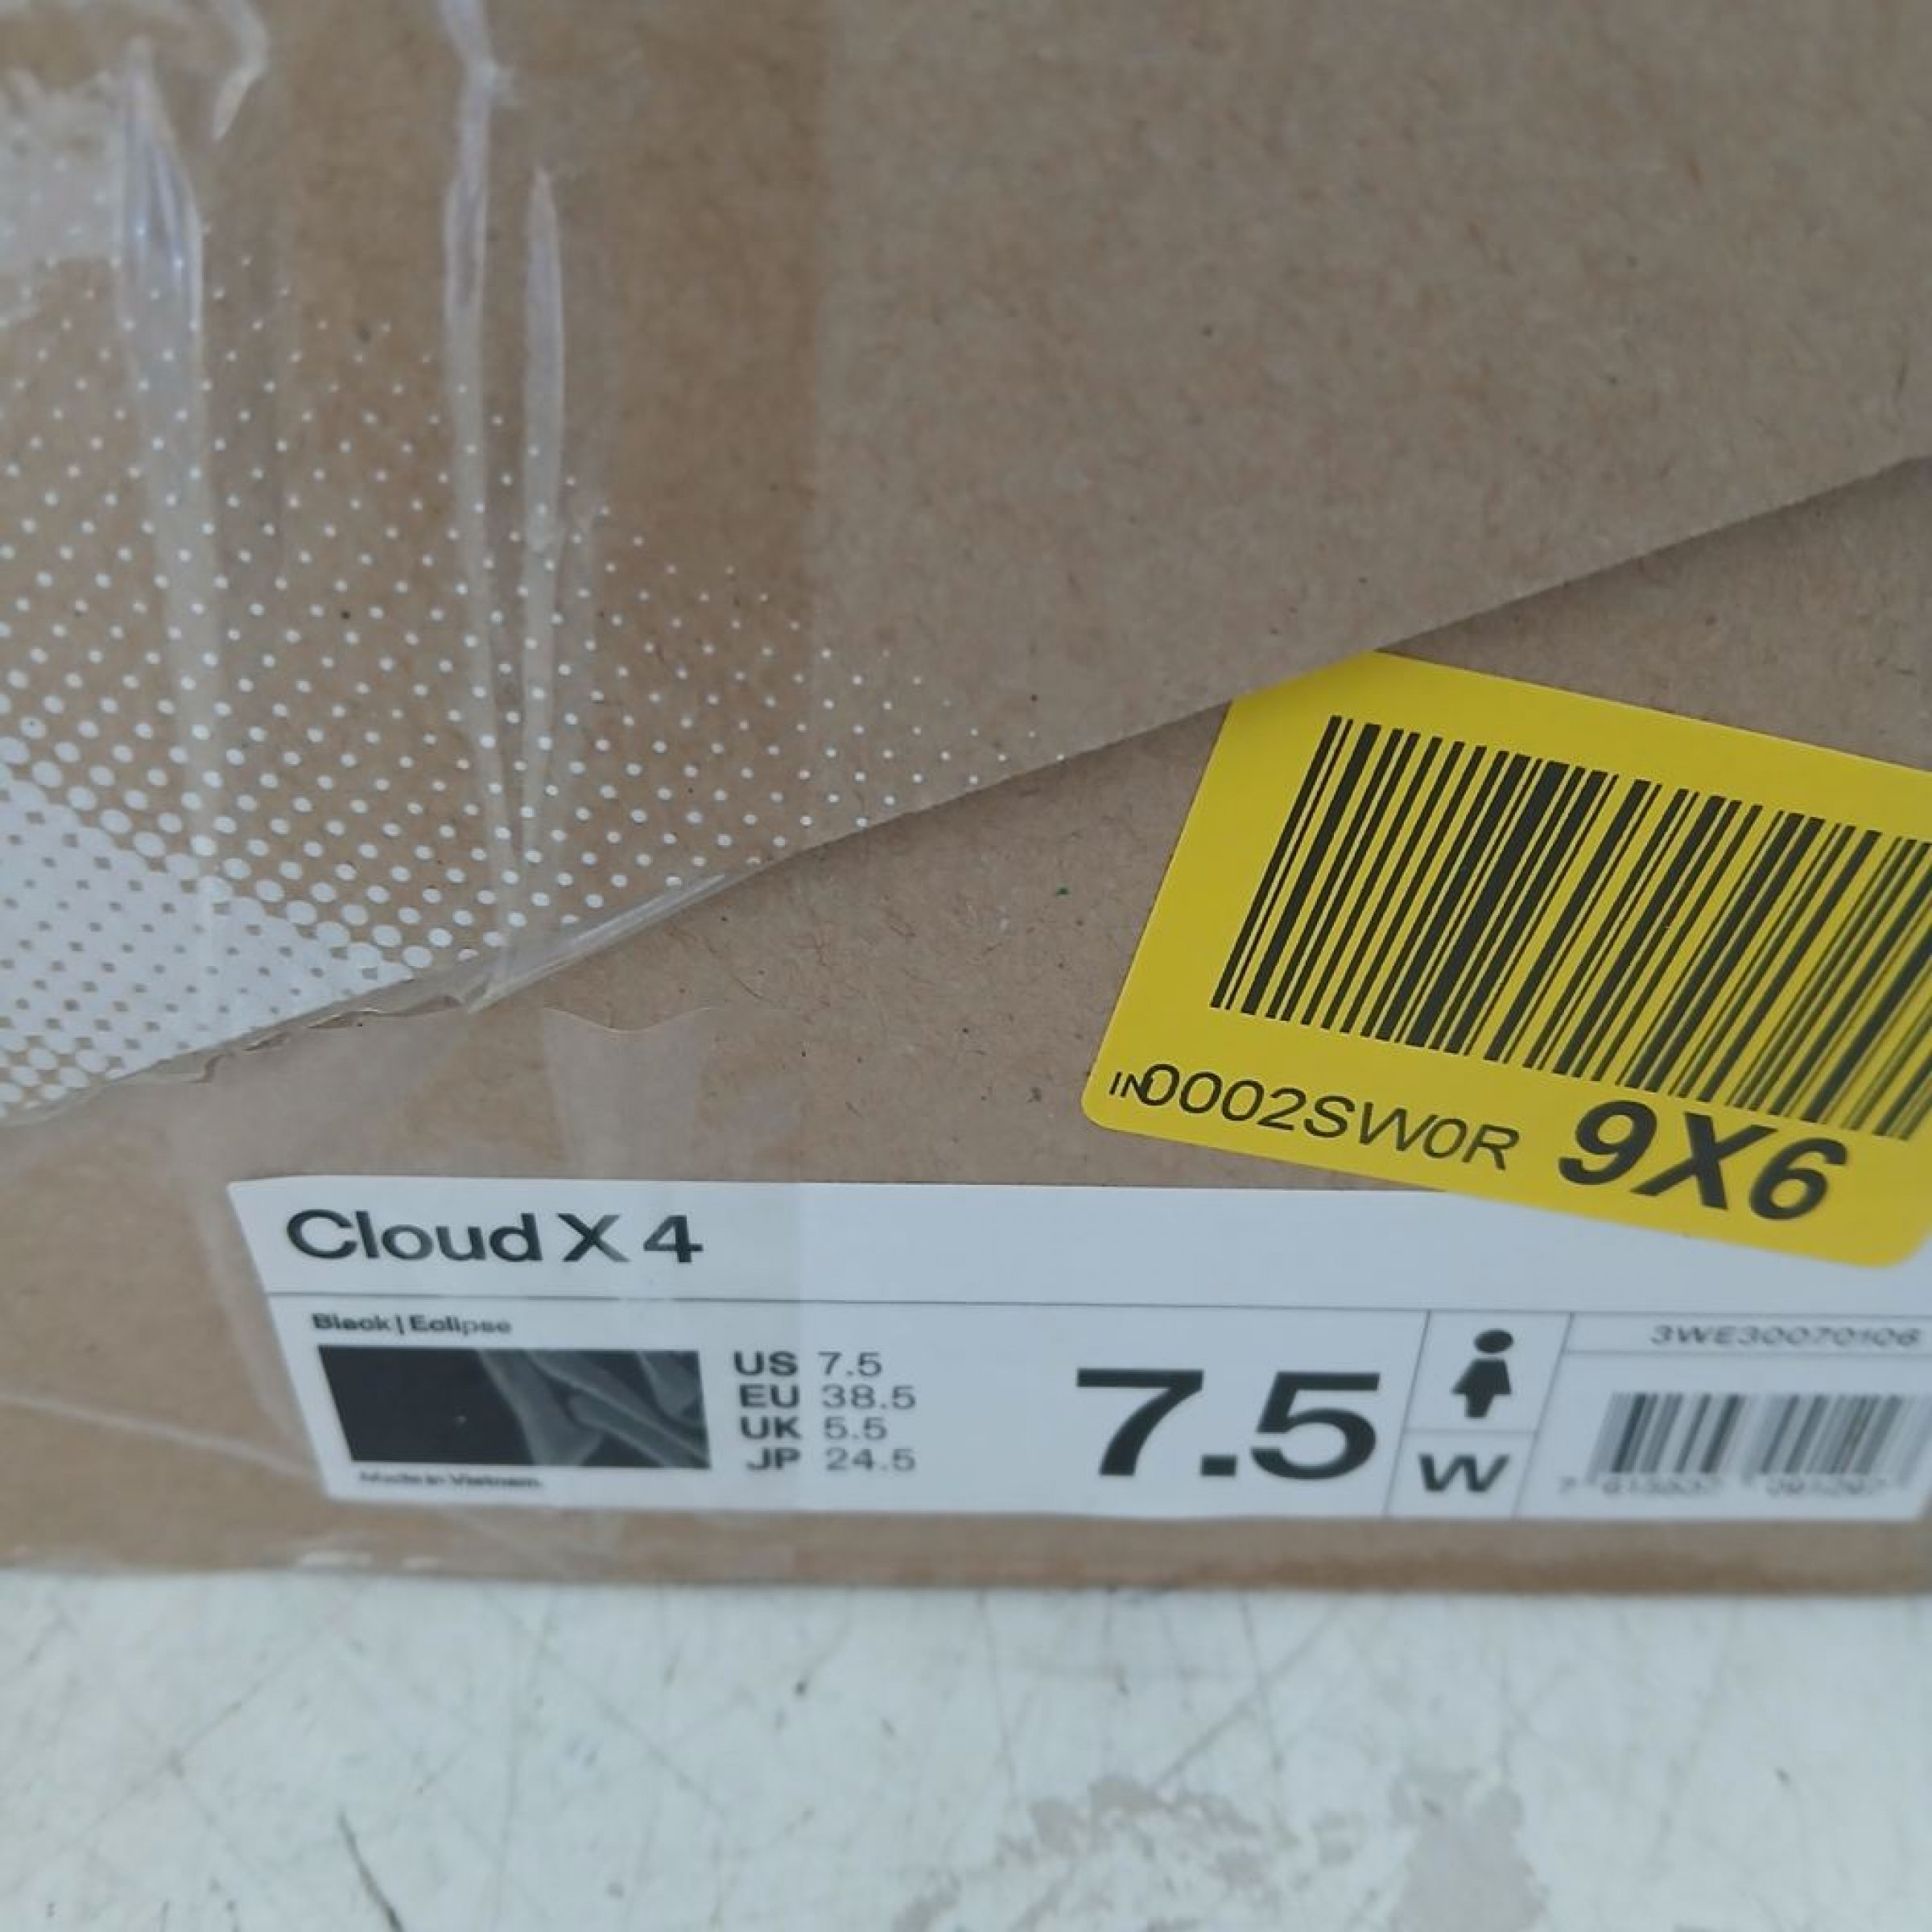 IN0002SW0R 9X6
Cloud X 4
Black | Eclipse
US 7.5
EU 38.5
UK 5.5
JP 24.5
Made in Vietnam.
7.5
W
3WE30070106